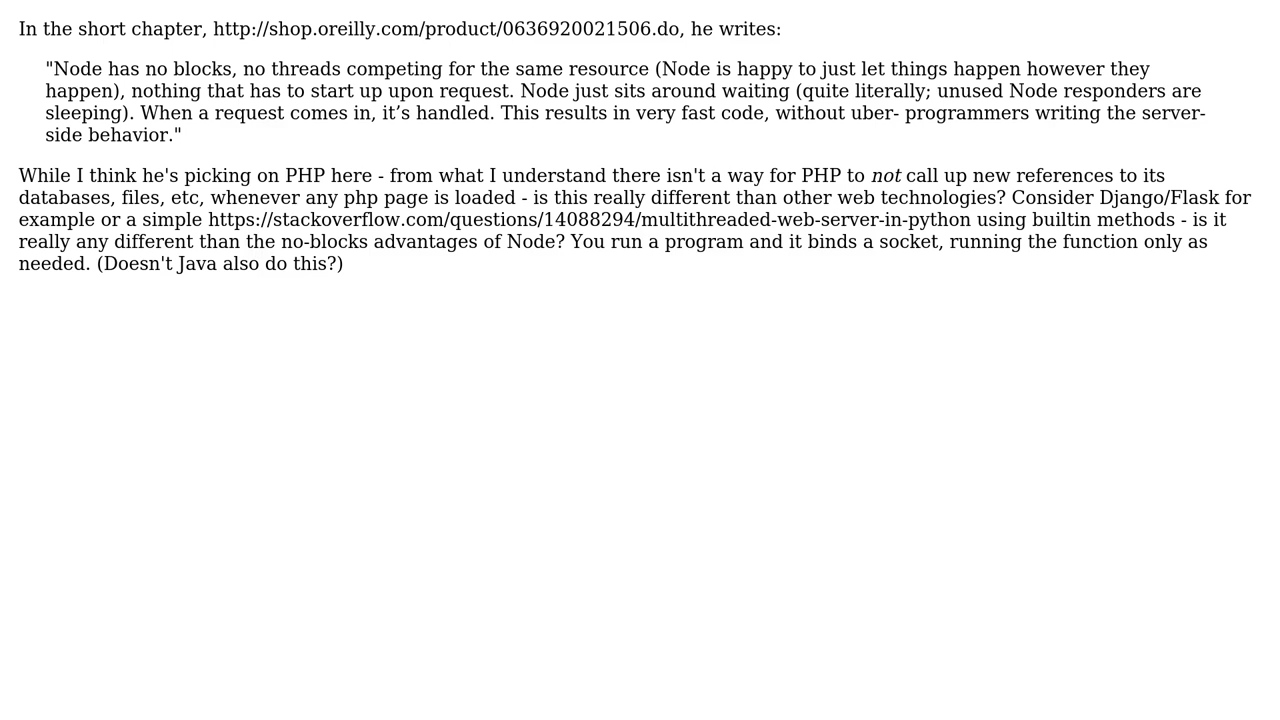 In the short chapter, http://shop.oreilly.com/product/0636920021506.do, he writes:
"Node has no blocks, no threads competing for the same resource (Node is happy to just let things happen however they
happen), nothing that has to start up upon request. Node just sits around waiting (quite literally; unused Node responders are
sleeping). When a request comes in, it’s handled. This results in very fast code, without uber- programmers writing the server-
side behavior."
While I think he's picking on PHP here - from what I understand there isn't a way for PHP to not call up new references to its
databases, files, etc, whenever any php page is loaded - is this really different than other web technologies? Consider Django/Flask for
example or a simple https://stackoverflow.com/questions/14088294/multithreaded-web-server-in-python using builtin methods - is it
really any different than the no-blocks advantages of Node? You run a program and it binds a socket, running the function only as
needed. (Doesn't Java also do this?)